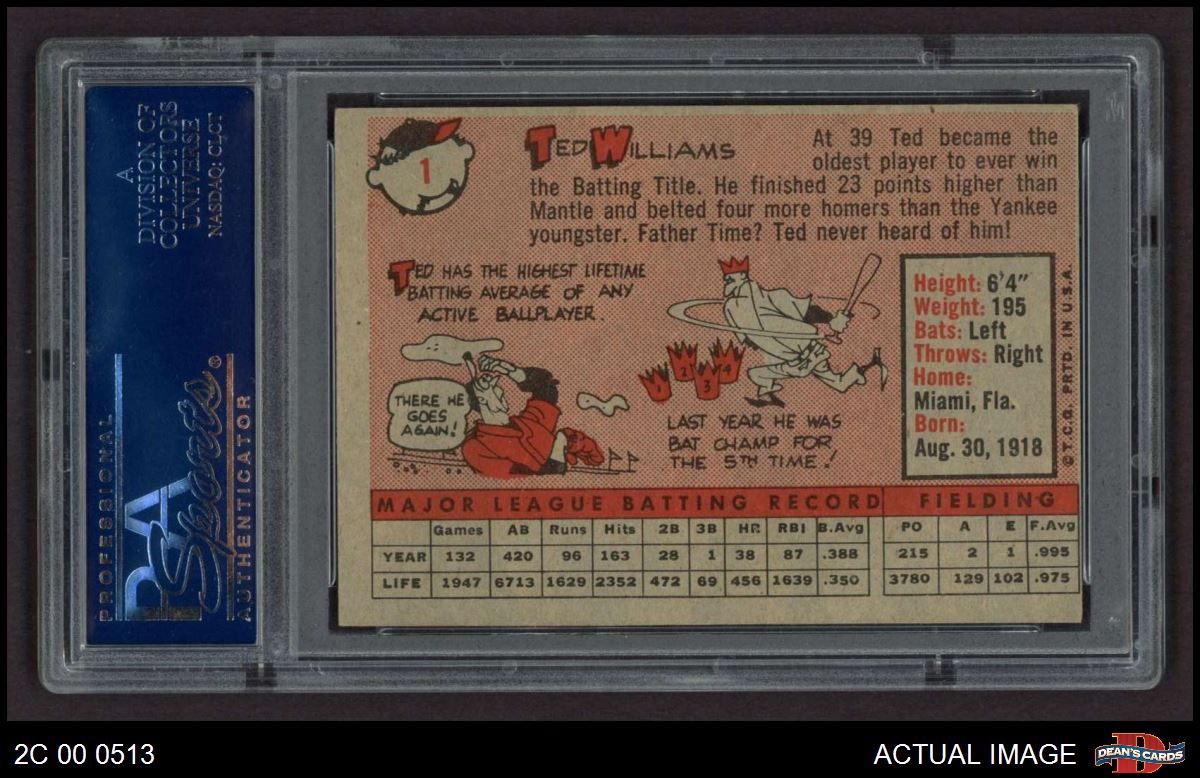 A
DIVISION OF
COLLECTORS
UNIVERSE
NASDAQ: CLCT
PROFESSIONAL
PSA
Sports®
AUTHENTICATOR
1
TED WILLIAMS
At 39 Ted became the
oldest player to ever win
the Batting Title. He finished 23 points higher than
Mantle and belted four more homers than the Yankee
youngster. Father Time? Ted never heard of him!
TED HAS THE HIGHEST LIFETIME
BATTING AVERAGE OF ANY
ACTIVE BALLPLAYER.
THERE HE
GOES
AGAIN!
1 2 3 4
LAST YEAR HE WAS
BAT CHAMP FOR
THE 5TH TIME!
Height: 6'4"
Weight: 195
Bats: Left
Throws: Right
Home:
Miami, Fla.
Born:
Aug. 30, 1918
©T.C.G. PRTD. IN U.S.A.
MAJOR LEAGUE BATTING RECORD FIELDING
Games AB Runs Hits 2B 3B HR RBI B.Avg PO A E F.Avg
YEAR 132 420 96 163 28 1 38 87 .388 215 2 1 .995
LIFE 1947 6713 1629 2352 472 69 456 1639 .350 3780 129 102 .975
2C 00 0513
ACTUAL IMAGE
D
DEAN'S CARDS